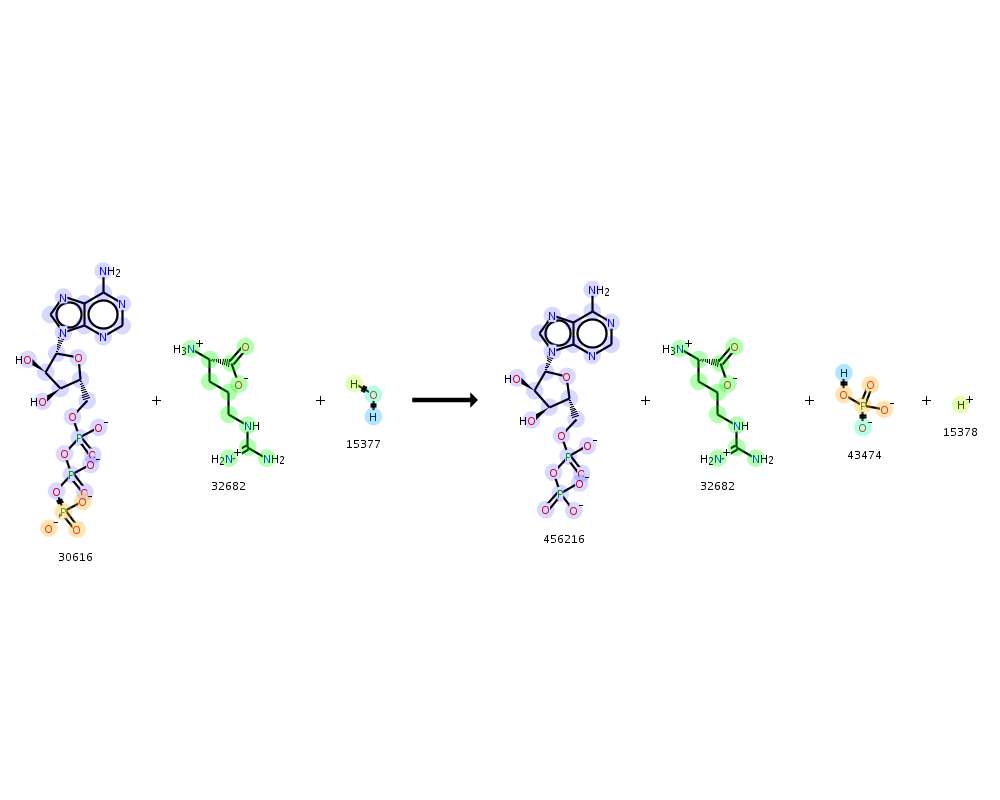 NH2
N
N
N
N
HO
O
HO
O
P
O-
O
O
O-
P
O
O
O-
P
O-
O
30616
+
H3N+
O
O-
NH
H2N+
NH2
32682
+
H
O
H
15377
NH2
N
N
N
N
HO
O
HO
O
P
O-
O
O
O-
P
O
O-
456216
+
H3N+
O
O-
NH
H2N+
NH2
32682
+
H
O
O
P
O-
O-
43474
+
H+
15378